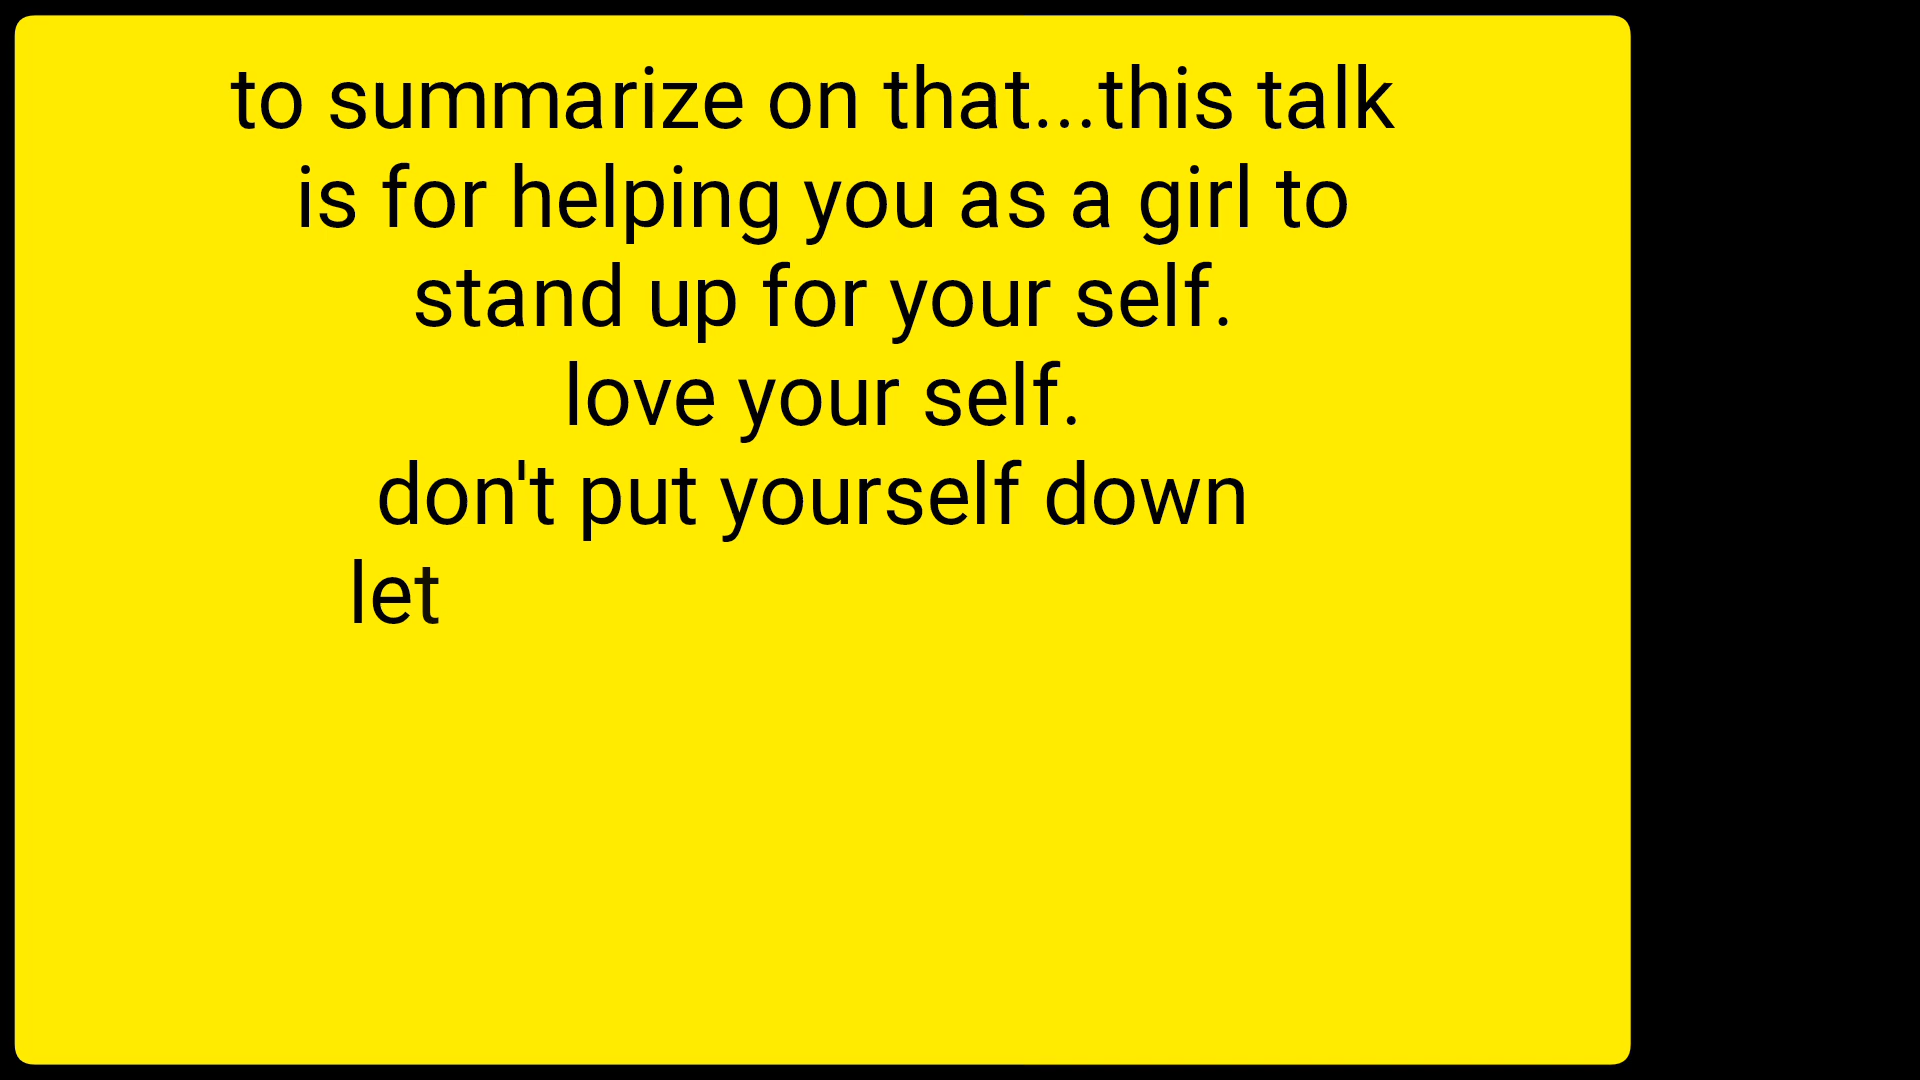 to summarize on that...this talk
is for helping you as a girl to
stand up for your self.
love your self.
don't put yourself down
let